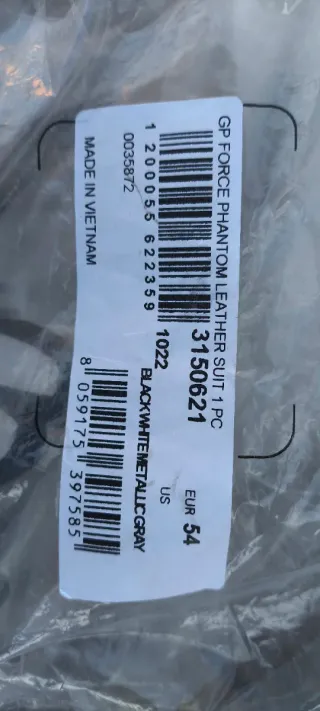 GP FORCE PHANTOM LEATHER SUIT 1 PC
3150621
EUR 54
1 200055 622359
1022
US
0035872
BLACK WHITE METALLIC GRAY
MADE IN VIETNAM
8 059175 397585